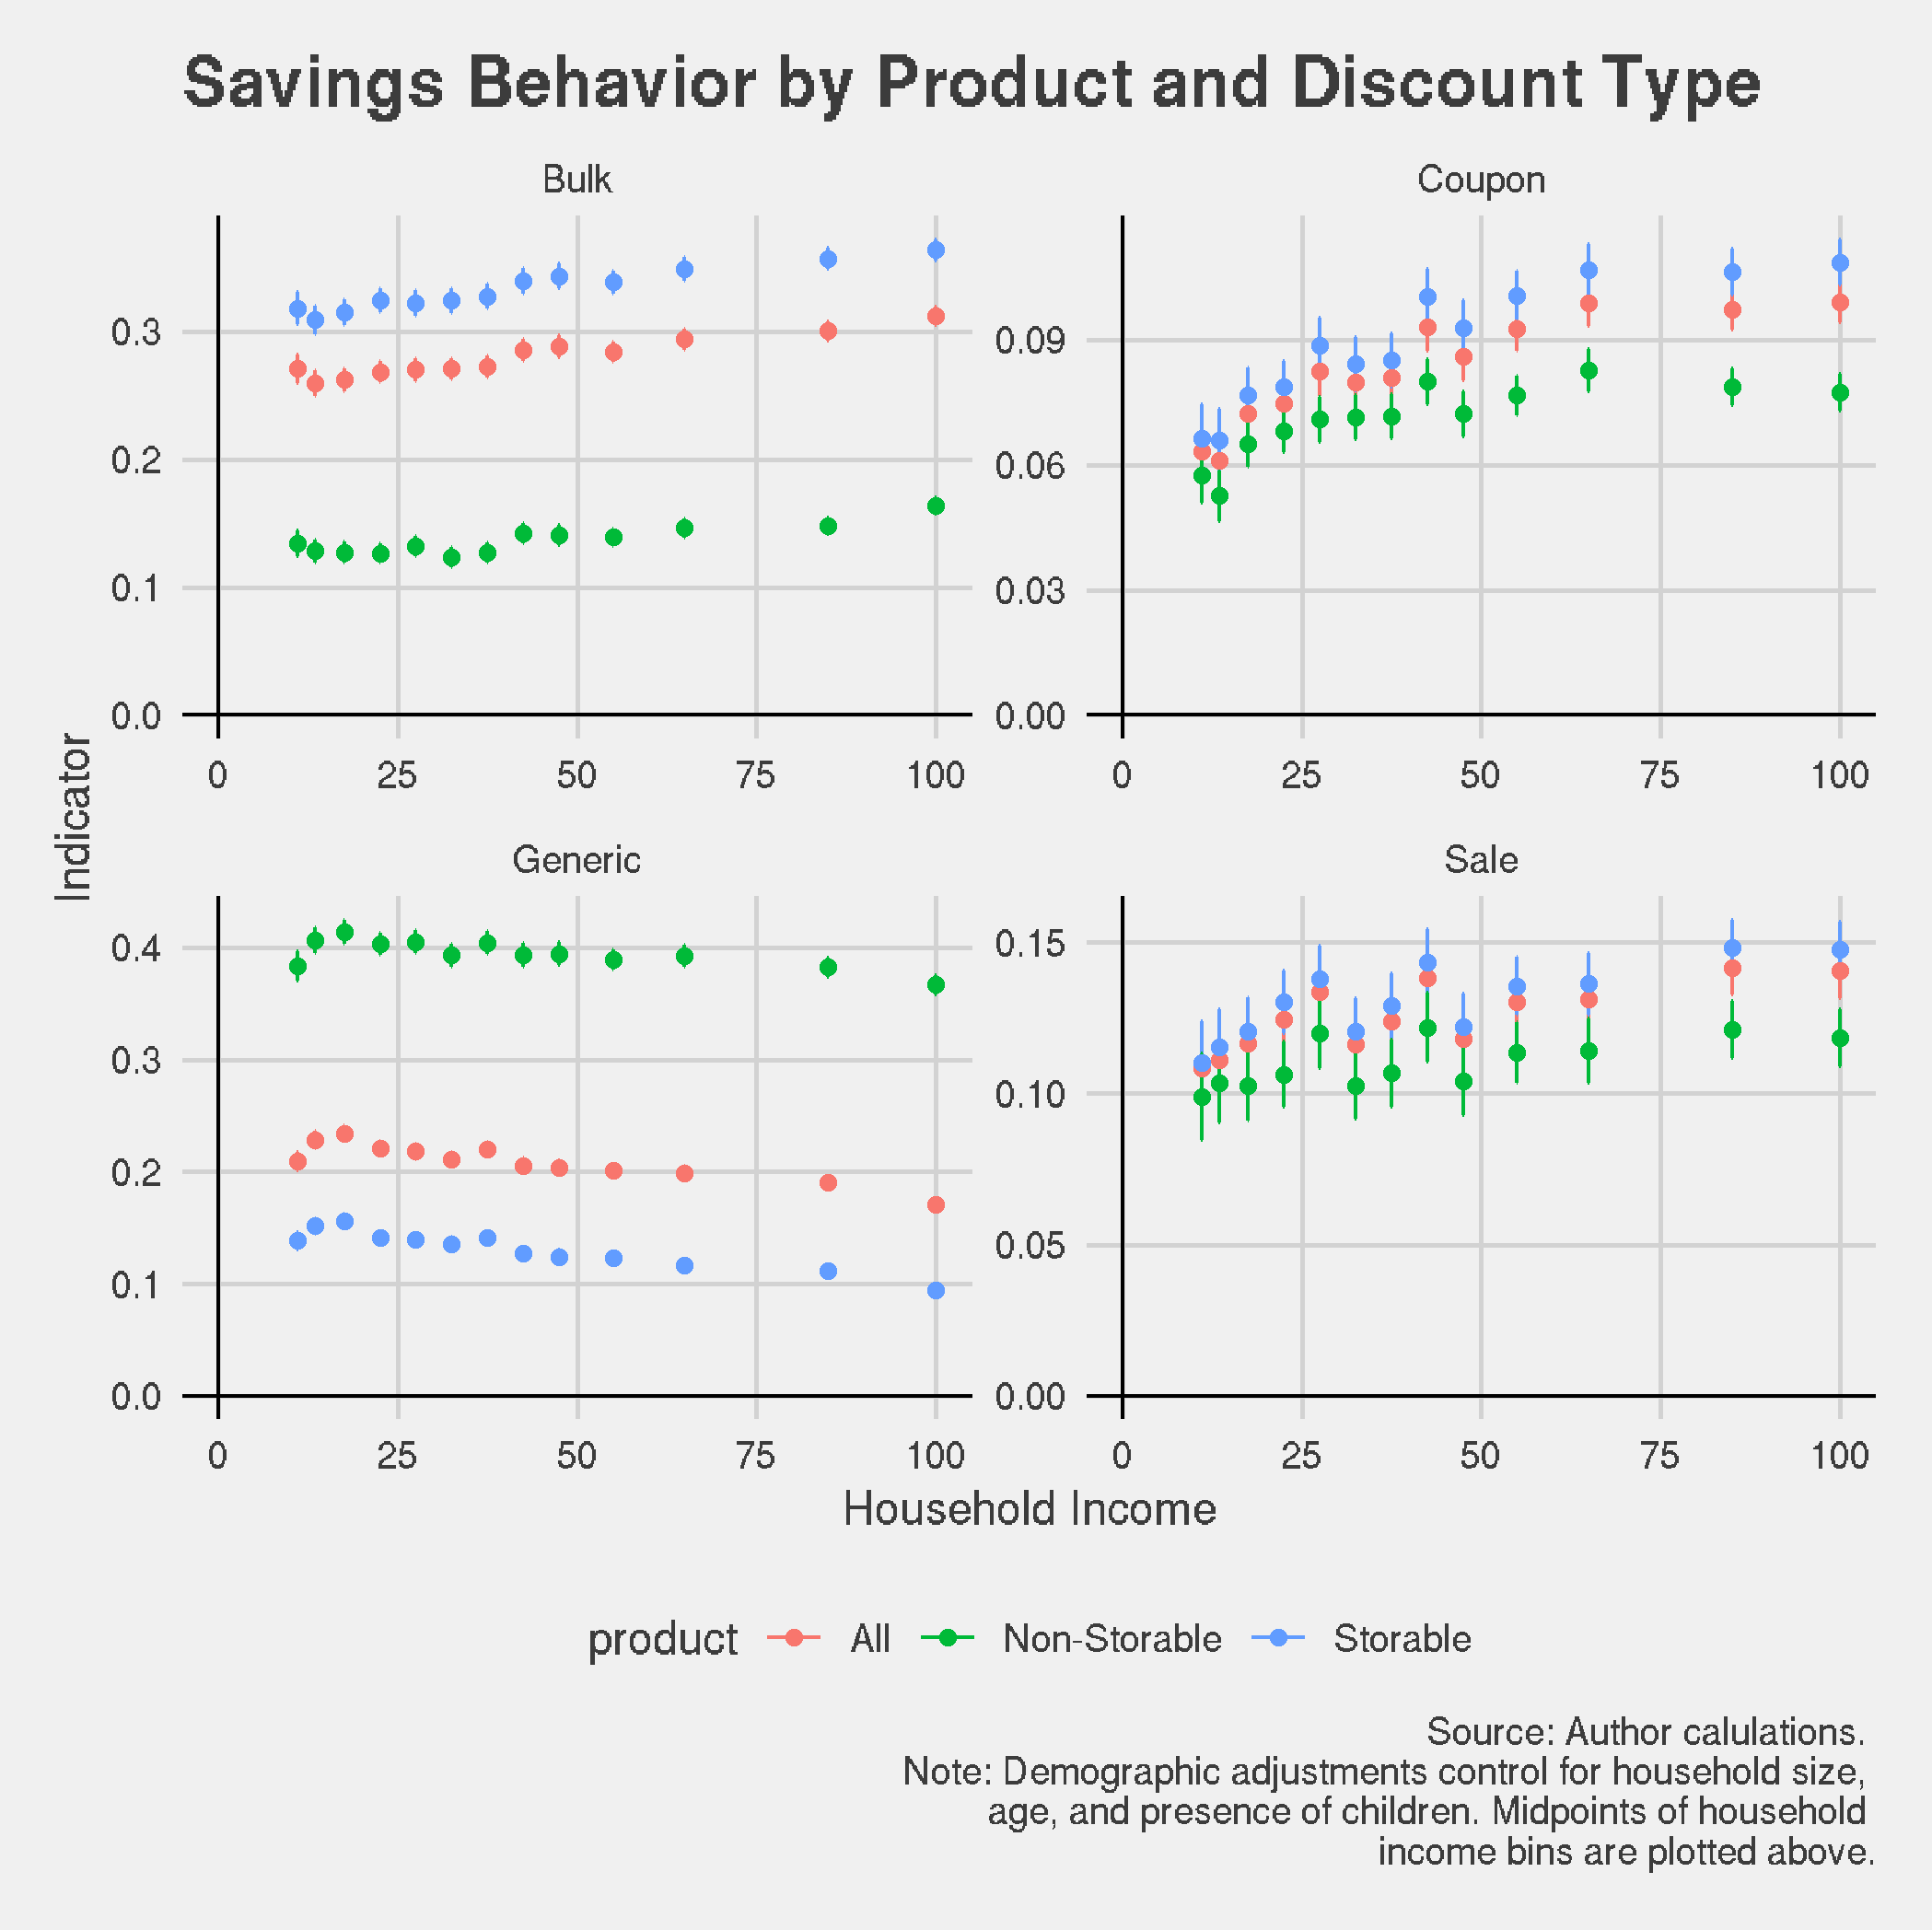 Savings Behavior by Product and Discount Type
Bulk
Coupon
0.3
0.2
0.1
0.0
0.09
0.06
0.03
0.00
0 25 50 75 100
0 25 50 75 100
Indicator
Generic
Sale
0.4
0.3
0.2
0.1
0.0
0.15
0.10
0.05
0.00
0 25 50 75 100
0 25 50 75 100
Household Income
product All Non-Storable Storable
Source: Author calulations.
Note: Demographic adjustments control for household size,
age, and presence of children. Midpoints of household
income bins are plotted above.